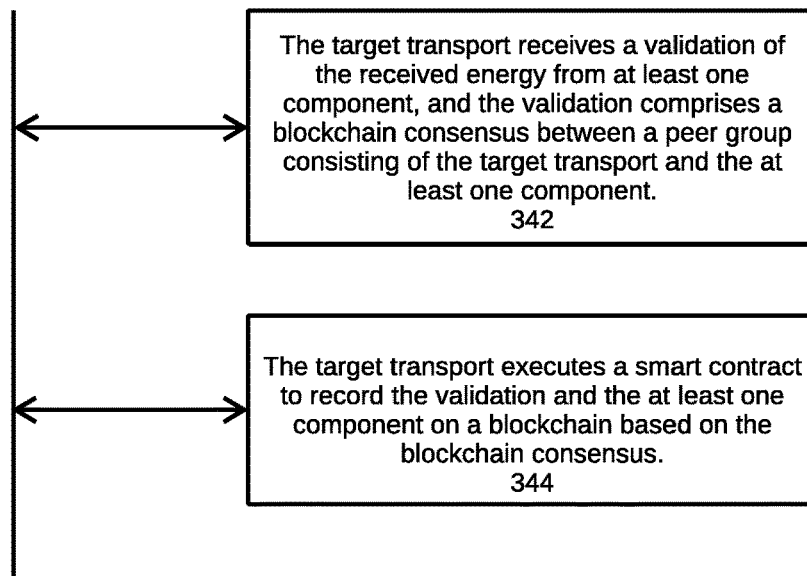 The target transport receives a validation of
the received energy from at least one
component, and the validation comprises a
blockchain consensus between a peer group
consisting of the target transport and the at
least one component.
342
The target transport executes a smart contract
to record the validation and the at least one
component on a blockchain based on the
blockchain consensus.
344